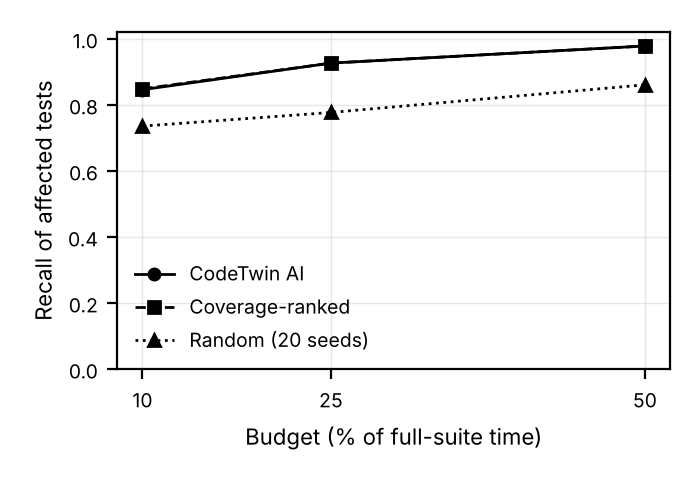 Recall of affected tests
1.0
0.8
0.6
0.4
0.2
0.0
CodeTwin AI
Coverage-ranked
Random (20 seeds)
10 25 50
Budget (% of full-suite time)